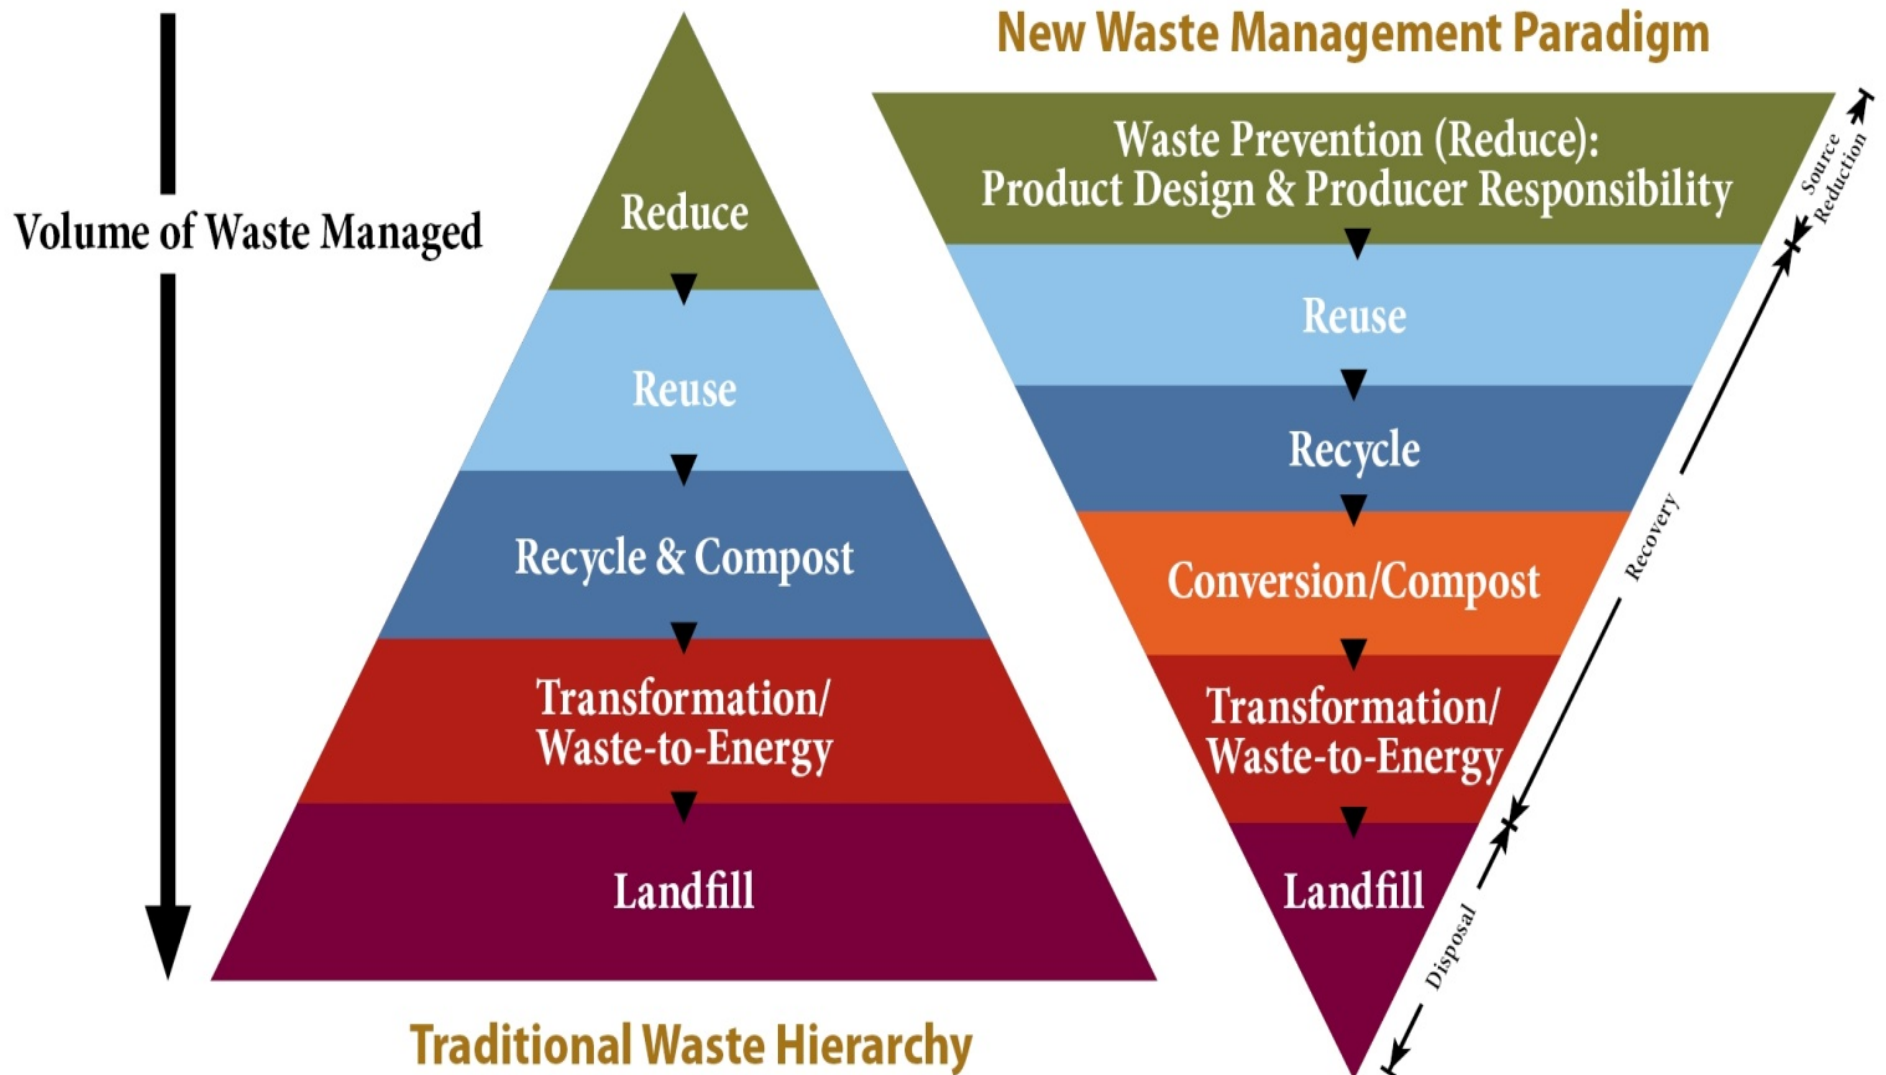 New Waste Management Paradigm
Volume of Waste Managed
Reduce
Reuse
Recycle & Compost
Transformation/
Waste-to-Energy
Landfill
Traditional Waste Hierarchy
Waste Prevention (Reduce):
Product Design & Producer Responsibility
Reuse
Recycle
Conversion/Compost
Transformation/
Waste-to-Energy
Landfill
Source
Reduction
Recovery
Disposal